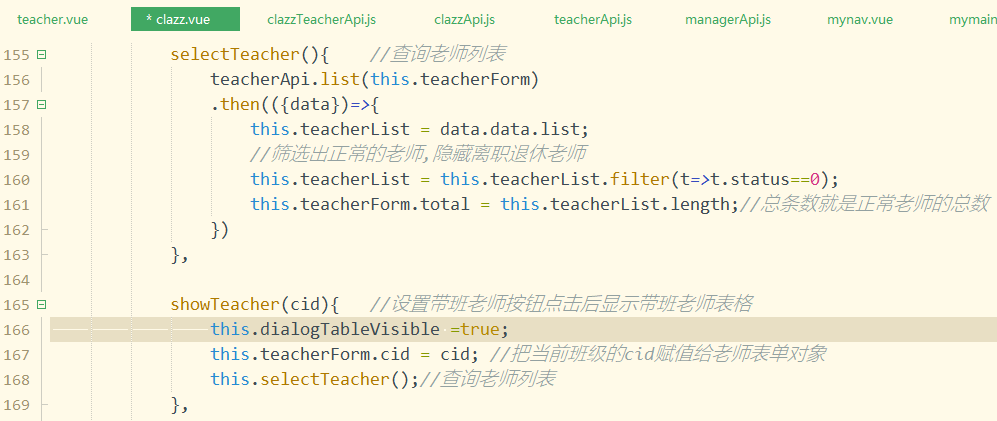 teacher.vue * clazz.vue clazzTeacherApi.js clazzApi.js teacherApi.js managerApi.js mynav.vue mymain
155 selectTeacher(){ //查询老师列表
156 teacherApi.list(this.teacherForm)
157 .then(({data})=>{
158 this.teacherList = data.data.list;
159 //筛选出正常的老师,隐藏离职退休老师
160 this.teacherList = this.teacherList.filter(t=>t.status==0);
161 this.teacherForm.total = this.teacherList.length;//总条数就是正常老师的总数
162 })
163 },
164
165 showTeacher(cid){ //设置带班老师按钮点击后显示带班老师表格
166 this.dialogTableVisible =true;
167 this.teacherForm.cid = cid; //把当前班级的cid赋值给老师表单对象
168 this.selectTeacher();//查询老师列表
169 },